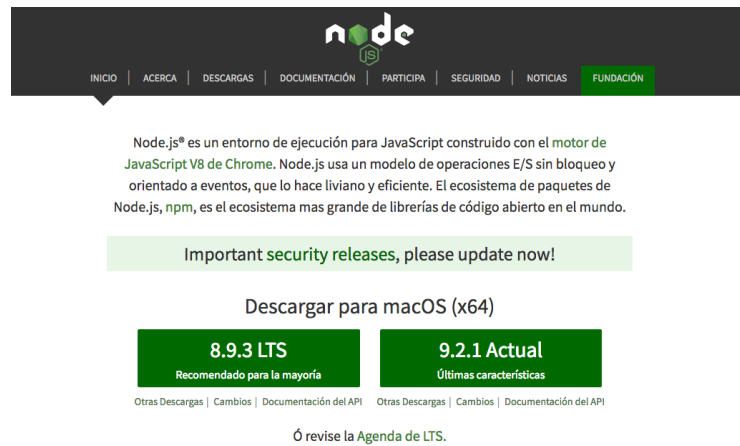 node
JS
INICIO | ACERCA | DESCARGAS | DOCUMENTACIÓN | PARTICIPA | SEGURIDAD | NOTICIAS FUNDACIÓN
Node.js® es un entorno de ejecución para JavaScript construido con el motor de
JavaScript V8 de Chrome. Node.js usa un modelo de operaciones E/S sin bloqueo y
orientado a eventos, que lo hace liviano y eficiente. El ecosistema de paquetes de
Node.js, npm, es el ecosistema mas grande de librerías de código abierto en el mundo.
Important security releases, please update now!
Descargar para macOS (x64)
8.9.3 LTS
Recomendado para la mayoría
9.2.1 Actual
Últimas características
Otras Descargas | Cambios | Documentación del API
Otras Descargas | Cambios | Documentación del API
Ó revise la Agenda de LTS.